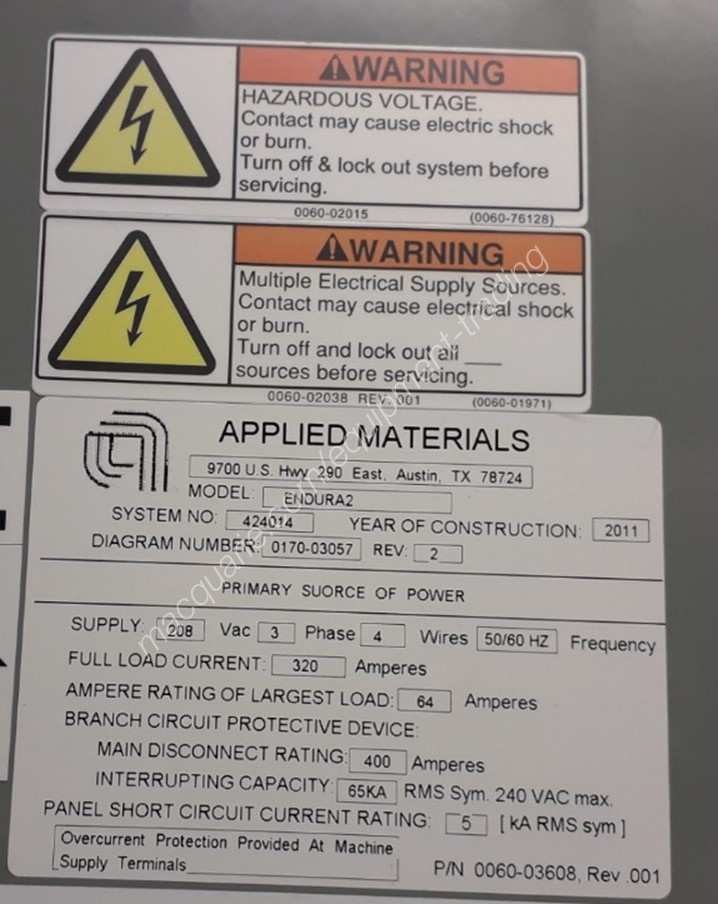 WARNING
HAZARDOUS VOLTAGE.
Contact may cause electric shock
or burn.
Turn off & lock out system before
servicing.
0060-02015 (0060-76128)
WARNING
Multiple Electrical Supply Sources.
Contact may cause electrical shock
or burn.
Turn off and lock out all ___
sources before servicing.
0060-02038 REV. 001 (0060-01971)
APPLIED MATERIALS
9700 U.S. Hwy 290 East, Austin, TX 78724
MODEL: ENDURA2
SYSTEM NO: 424014 YEAR OF CONSTRUCTION: 2011
DIAGRAM NUMBER: 0170-03057 REV: 2
PRIMARY SUORCE OF POWER
SUPPLY: 208 Vac 3 Phase 4 Wires 50/60 HZ Frequency
FULL LOAD CURRENT: 320 Amperes
AMPERE RATING OF LARGEST LOAD: 64 Amperes
BRANCH CIRCUIT PROTECTIVE DEVICE:
MAIN DISCONNECT RATING: 400 Amperes
INTERRUPTING CAPACITY: 65KA RMS Sym. 240 VAC max.
PANEL SHORT CIRCUIT CURRENT RATING: 5 [ kA RMS sym ]
Overcurrent Protection Provided At Machine
Supply Terminals
P/N 0060-03608, Rev .001
macquarie.com/equipment-trading